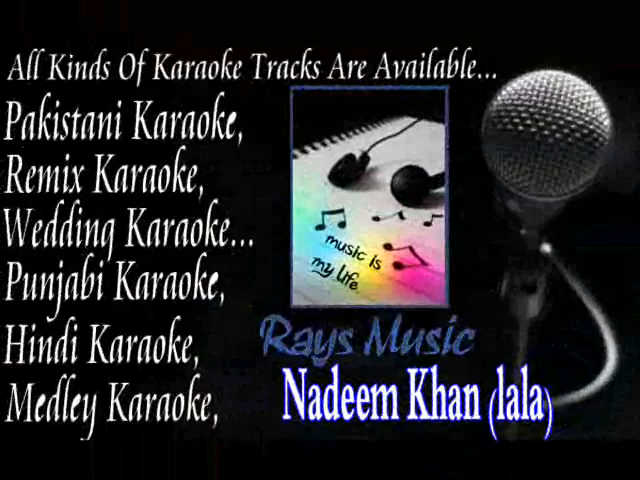 All Kinds Of Karaoke Tracks Are Available...
Pakistani Karaoke,
Remix Karaoke,
Wedding Karaoke...
Punjabi Karaoke,
Hindi Karaoke,
Medley Karaoke,
music is
my life
Rays Music
Nadeem Khan (lala)